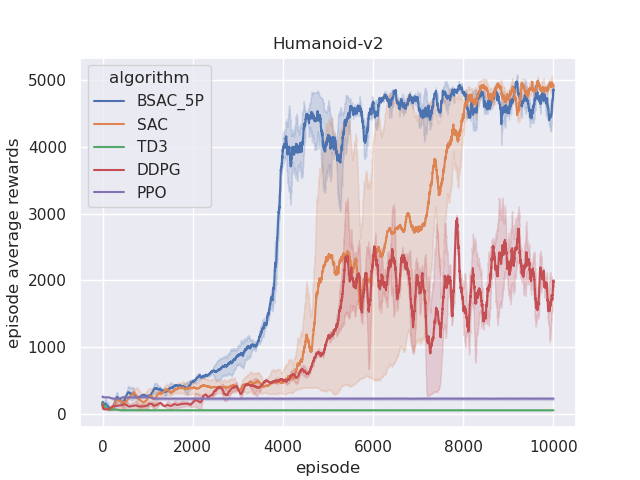 Humanoid-v2
episode average rewards
5000
4000
3000
2000
1000
0
algorithm
BSAC_5P
SAC
TD3
DDPG
PPO
0 2000 4000 6000 8000 10000
episode